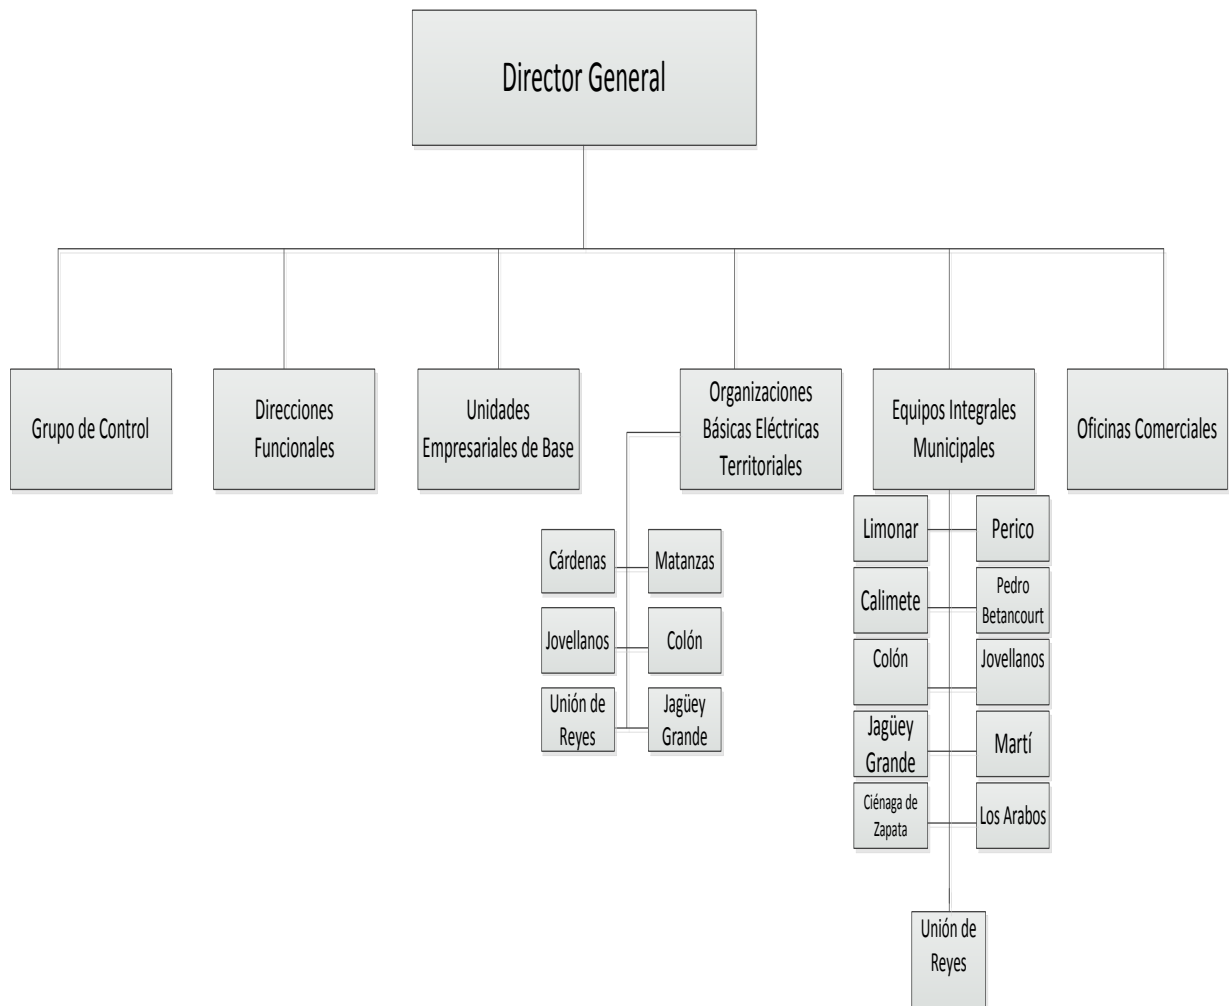 Director General
Grupo de Control
Direcciones
Funcionales
Unidades
Empresariales de Base
Organizaciones
Básicas Eléctricas
Territoriales
Equipos Integrales
Municipales
Oficinas Comerciales
Cárdenas
Matanzas
Jovellanos
Colón
Unión de
Reyes
Jagüey
Grande
Limonar
Perico
Calimete
Pedro
Betancourt
Colón
Jovellanos
Jagüey
Grande
Martí
Ciénaga de
Zapata
Los Arabos
Unión de
Reyes